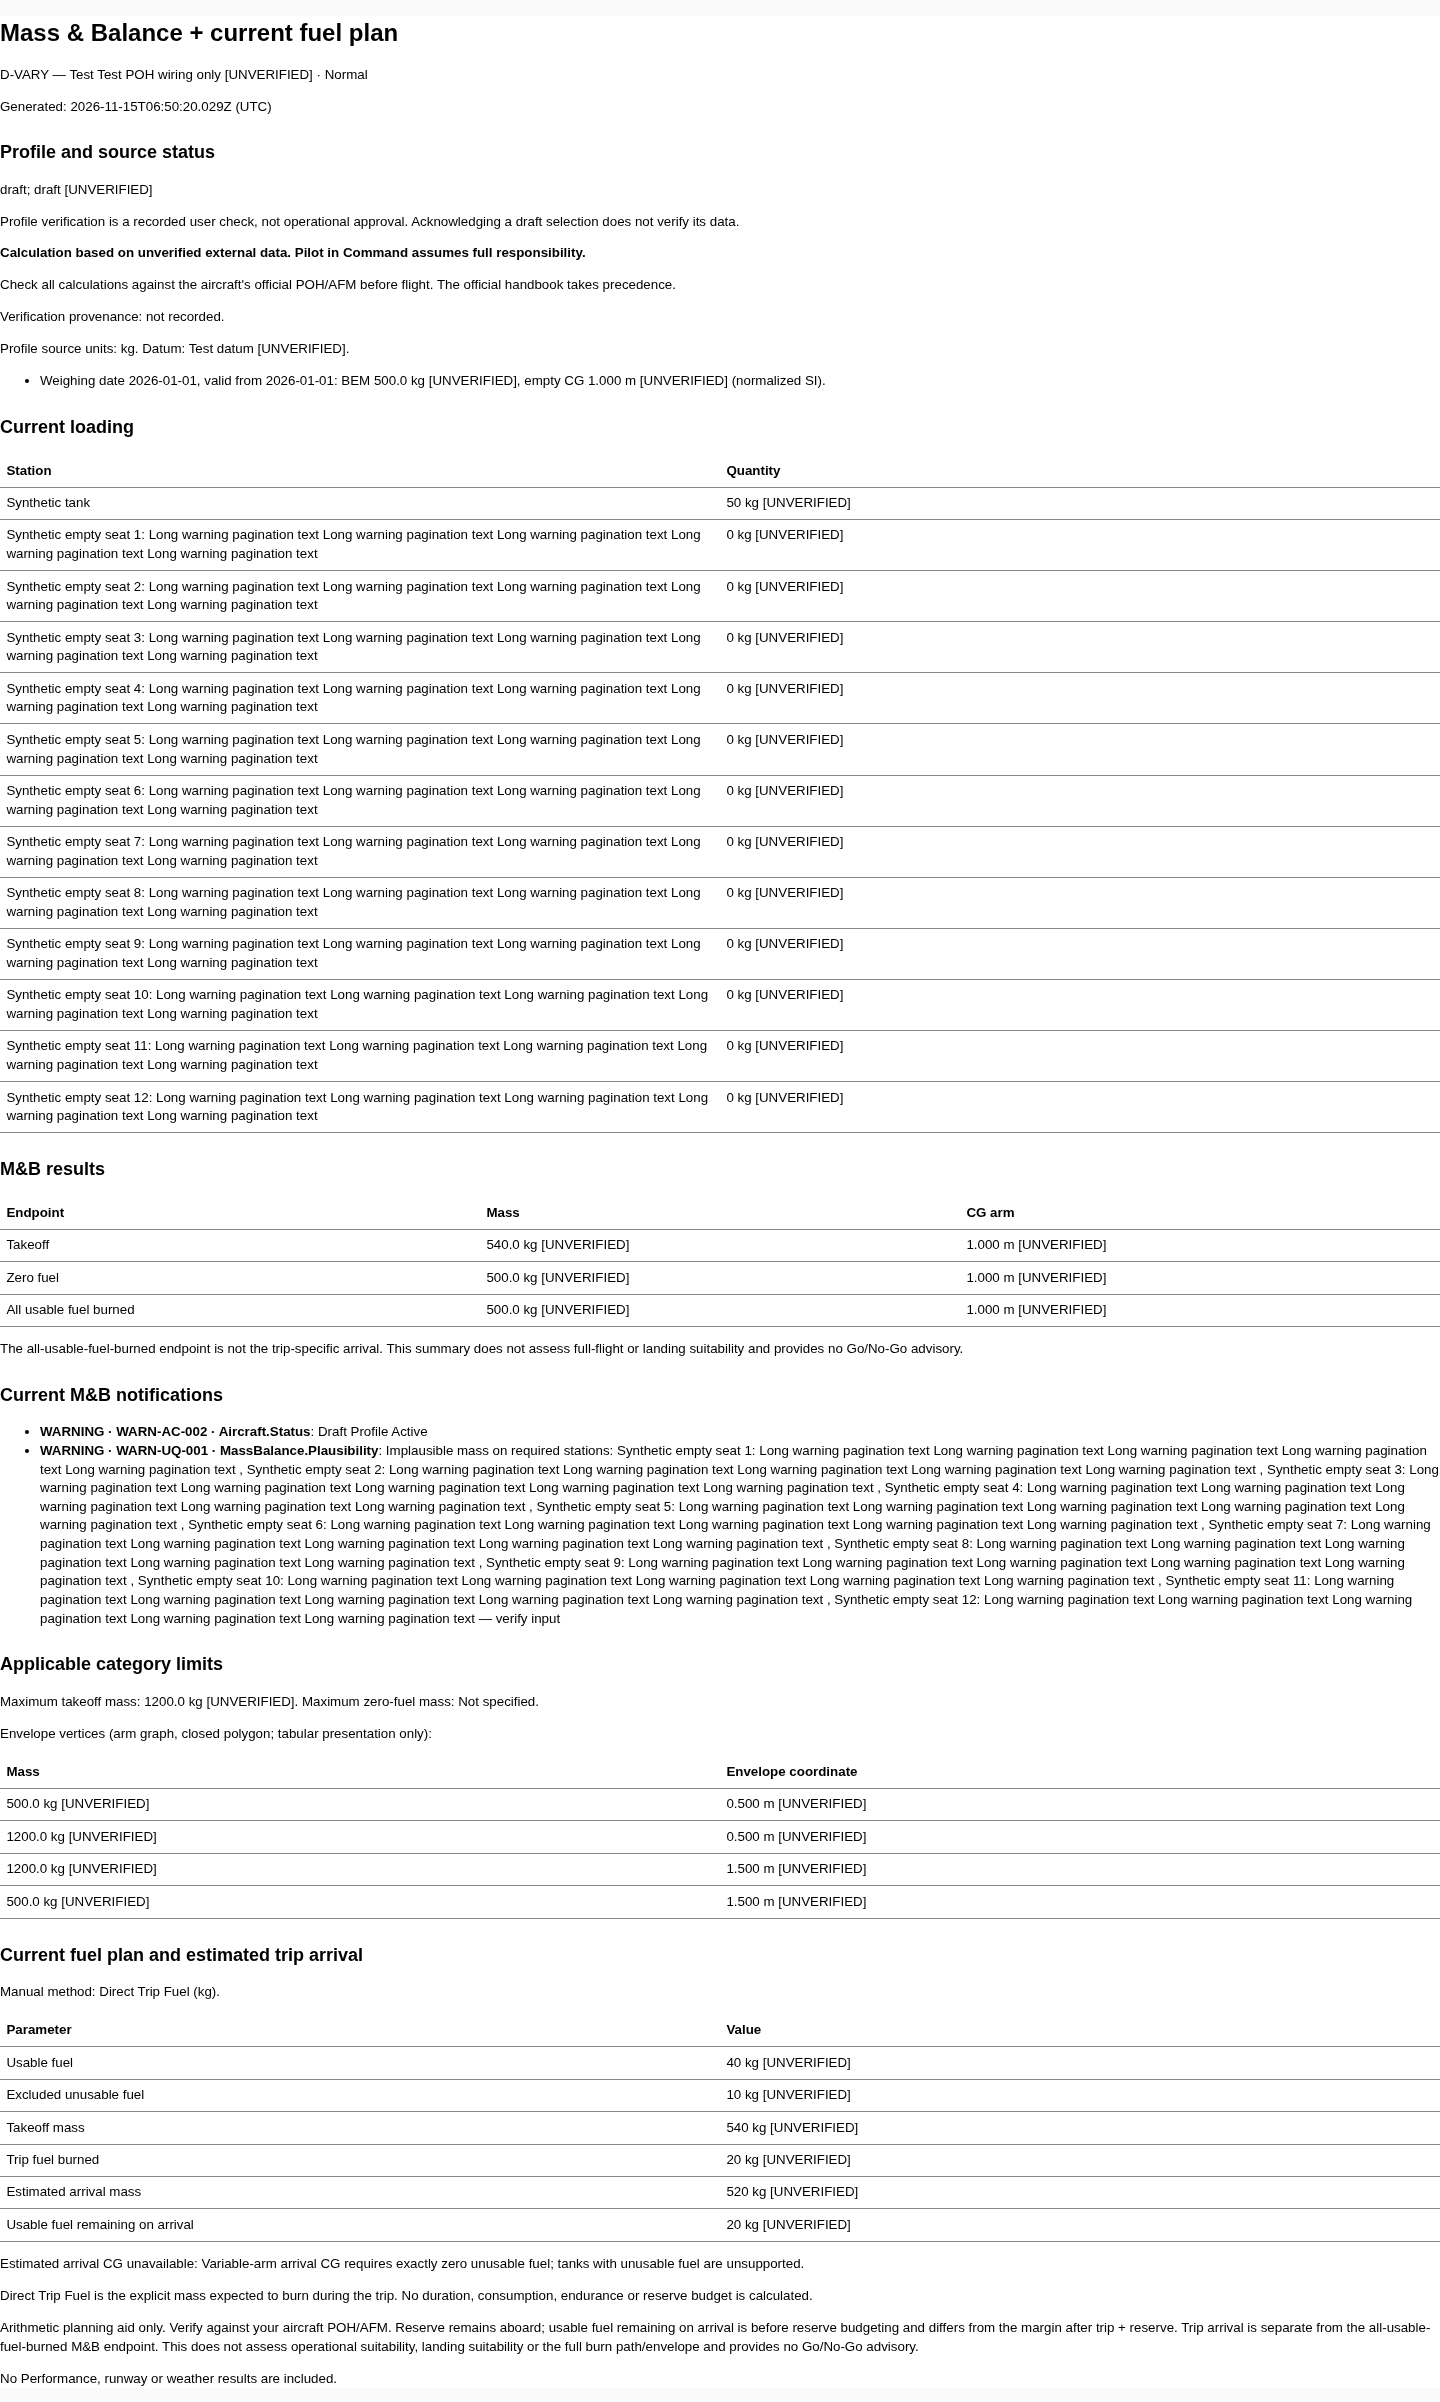 Mass & Balance + current fuel plan
D-VARY — Test Test POH wiring only [UNVERIFIED] · Normal
Generated: 2026-11-15T06:50:20.029Z (UTC)
Profile and source status
draft; draft [UNVERIFIED]
Profile verification is a recorded user check, not operational approval. Acknowledging a draft selection does not verify its data.
Calculation based on unverified external data. Pilot in Command assumes full responsibility.
Check all calculations against the aircraft's official POH/AFM before flight. The official handbook takes precedence.
Verification provenance: not recorded.
Profile source units: kg. Datum: Test datum [UNVERIFIED].
• Weighing date 2026-01-01, valid from 2026-01-01: BEM 500.0 kg [UNVERIFIED], empty CG 1.000 m [UNVERIFIED] (normalized SI).
Current loading
Station Quantity
Synthetic tank 50 kg [UNVERIFIED]
Synthetic empty seat 1: Long warning pagination text Long warning pagination text Long warning pagination text Long 0 kg [UNVERIFIED]
warning pagination text Long warning pagination text
Synthetic empty seat 2: Long warning pagination text Long warning pagination text Long warning pagination text Long 0 kg [UNVERIFIED]
warning pagination text Long warning pagination text
Synthetic empty seat 3: Long warning pagination text Long warning pagination text Long warning pagination text Long 0 kg [UNVERIFIED]
warning pagination text Long warning pagination text
Synthetic empty seat 4: Long warning pagination text Long warning pagination text Long warning pagination text Long 0 kg [UNVERIFIED]
warning pagination text Long warning pagination text
Synthetic empty seat 5: Long warning pagination text Long warning pagination text Long warning pagination text Long 0 kg [UNVERIFIED]
warning pagination text Long warning pagination text
Synthetic empty seat 6: Long warning pagination text Long warning pagination text Long warning pagination text Long 0 kg [UNVERIFIED]
warning pagination text Long warning pagination text
Synthetic empty seat 7: Long warning pagination text Long warning pagination text Long warning pagination text Long 0 kg [UNVERIFIED]
warning pagination text Long warning pagination text
Synthetic empty seat 8: Long warning pagination text Long warning pagination text Long warning pagination text Long 0 kg [UNVERIFIED]
warning pagination text Long warning pagination text
Synthetic empty seat 9: Long warning pagination text Long warning pagination text Long warning pagination text Long 0 kg [UNVERIFIED]
warning pagination text Long warning pagination text
Synthetic empty seat 10: Long warning pagination text Long warning pagination text Long warning pagination text Long 0 kg [UNVERIFIED]
warning pagination text Long warning pagination text
Synthetic empty seat 11: Long warning pagination text Long warning pagination text Long warning pagination text Long 0 kg [UNVERIFIED]
warning pagination text Long warning pagination text
Synthetic empty seat 12: Long warning pagination text Long warning pagination text Long warning pagination text Long 0 kg [UNVERIFIED]
warning pagination text Long warning pagination text
M&B results
Endpoint Mass CG arm
Takeoff 540.0 kg [UNVERIFIED] 1.000 m [UNVERIFIED]
Zero fuel 500.0 kg [UNVERIFIED] 1.000 m [UNVERIFIED]
All usable fuel burned 500.0 kg [UNVERIFIED] 1.000 m [UNVERIFIED]
The all-usable-fuel-burned endpoint is not the trip-specific arrival. This summary does not assess full-flight or landing suitability and provides no Go/No-Go advisory.
Current M&B notifications
• WARNING · WARN-AC-002 · Aircraft.Status: Draft Profile Active
• WARNING · WARN-UQ-001 · MassBalance.Plausibility: Implausible mass on required stations: Synthetic empty seat 1: Long warning pagination text Long warning pagination text Long warning pagination text Long warning pagination
text Long warning pagination text , Synthetic empty seat 2: Long warning pagination text Long warning pagination text Long warning pagination text Long warning pagination text Long warning pagination text , Synthetic empty seat 3: Long
warning pagination text Long warning pagination text Long warning pagination text Long warning pagination text Long warning pagination text , Synthetic empty seat 4: Long warning pagination text Long warning pagination text Long
warning pagination text Long warning pagination text Long warning pagination text , Synthetic empty seat 5: Long warning pagination text Long warning pagination text Long warning pagination text Long warning pagination text Long
warning pagination text , Synthetic empty seat 6: Long warning pagination text Long warning pagination text Long warning pagination text Long warning pagination text Long warning pagination text , Synthetic empty seat 7: Long warning
pagination text Long warning pagination text Long warning pagination text Long warning pagination text Long warning pagination text , Synthetic empty seat 8: Long warning pagination text Long warning pagination text Long warning
pagination text Long warning pagination text Long warning pagination text , Synthetic empty seat 9: Long warning pagination text Long warning pagination text Long warning pagination text Long warning pagination text Long warning
pagination text , Synthetic empty seat 10: Long warning pagination text Long warning pagination text Long warning pagination text Long warning pagination text Long warning pagination text , Synthetic empty seat 11: Long warning
pagination text Long warning pagination text Long warning pagination text Long warning pagination text Long warning pagination text , Synthetic empty seat 12: Long warning pagination text Long warning pagination text Long warning
pagination text Long warning pagination text Long warning pagination text — verify input
Applicable category limits
Maximum takeoff mass: 1200.0 kg [UNVERIFIED]. Maximum zero-fuel mass: Not specified.
Envelope vertices (arm graph, closed polygon; tabular presentation only):
Mass Envelope coordinate
500.0 kg [UNVERIFIED] 0.500 m [UNVERIFIED]
1200.0 kg [UNVERIFIED] 0.500 m [UNVERIFIED]
1200.0 kg [UNVERIFIED] 1.500 m [UNVERIFIED]
500.0 kg [UNVERIFIED] 1.500 m [UNVERIFIED]
Current fuel plan and estimated trip arrival
Manual method: Direct Trip Fuel (kg).
Parameter Value
Usable fuel 40 kg [UNVERIFIED]
Excluded unusable fuel 10 kg [UNVERIFIED]
Takeoff mass 540 kg [UNVERIFIED]
Trip fuel burned 20 kg [UNVERIFIED]
Estimated arrival mass 520 kg [UNVERIFIED]
Usable fuel remaining on arrival 20 kg [UNVERIFIED]
Estimated arrival CG unavailable: Variable-arm arrival CG requires exactly zero unusable fuel; tanks with unusable fuel are unsupported.
Direct Trip Fuel is the explicit mass expected to burn during the trip. No duration, consumption, endurance or reserve budget is calculated.
Arithmetic planning aid only. Verify against your aircraft POH/AFM. Reserve remains aboard; usable fuel remaining on arrival is before reserve budgeting and differs from the margin after trip + reserve. Trip arrival is separate from the all-usable-
fuel-burned M&B endpoint. This does not assess operational suitability, landing suitability or the full burn path/envelope and provides no Go/No-Go advisory.
No Performance, runway or weather results are included.